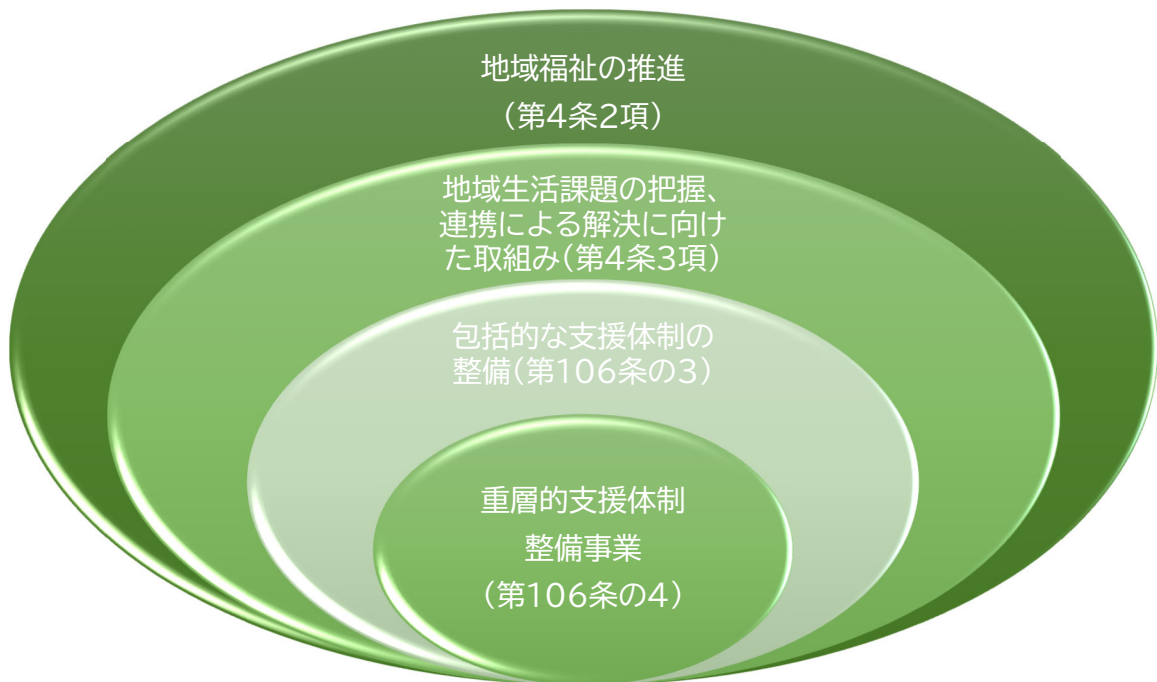 地域福祉の推進
（第4条2項）
地域生活課題の把握、
連携による解決に向け
た取組み（第4条3項）
包括的な支援体制の
整備（第106条の3）
重層的支援体制
整備事業
（第106条の4）